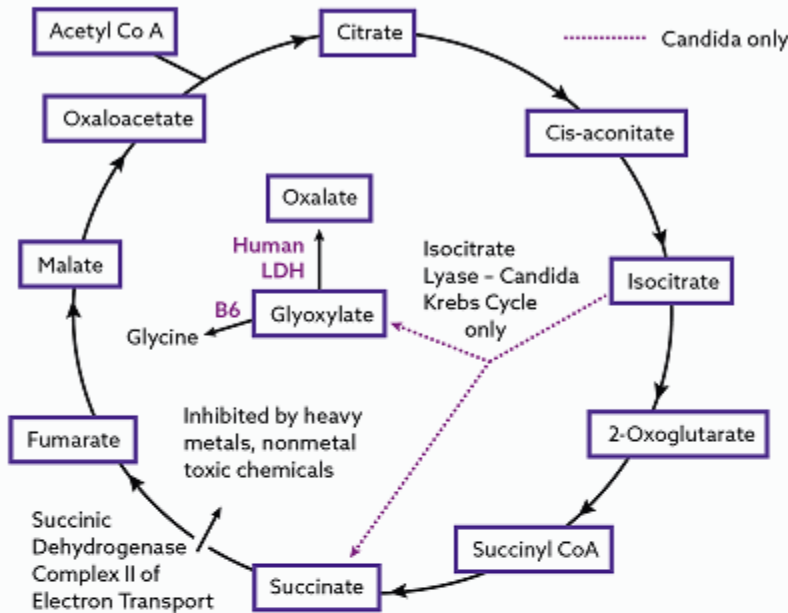 Acetyl Co A
Citrate
Candida only
Oxaloacetate
Cis-aconitate
Oxalate
Human
LDH
Isocitrate
Lyase – Candida
Krebs Cycle
only
Malate
Isocitrate
B6
Glyoxylate
Glycine
Inhibited by heavy
metals, nonmetal
toxic chemicals
Fumarate
2-Oxoglutarate
Succinic
Dehydrogenase
Complex II of
Electron Transport
Succinyl CoA
Succinate